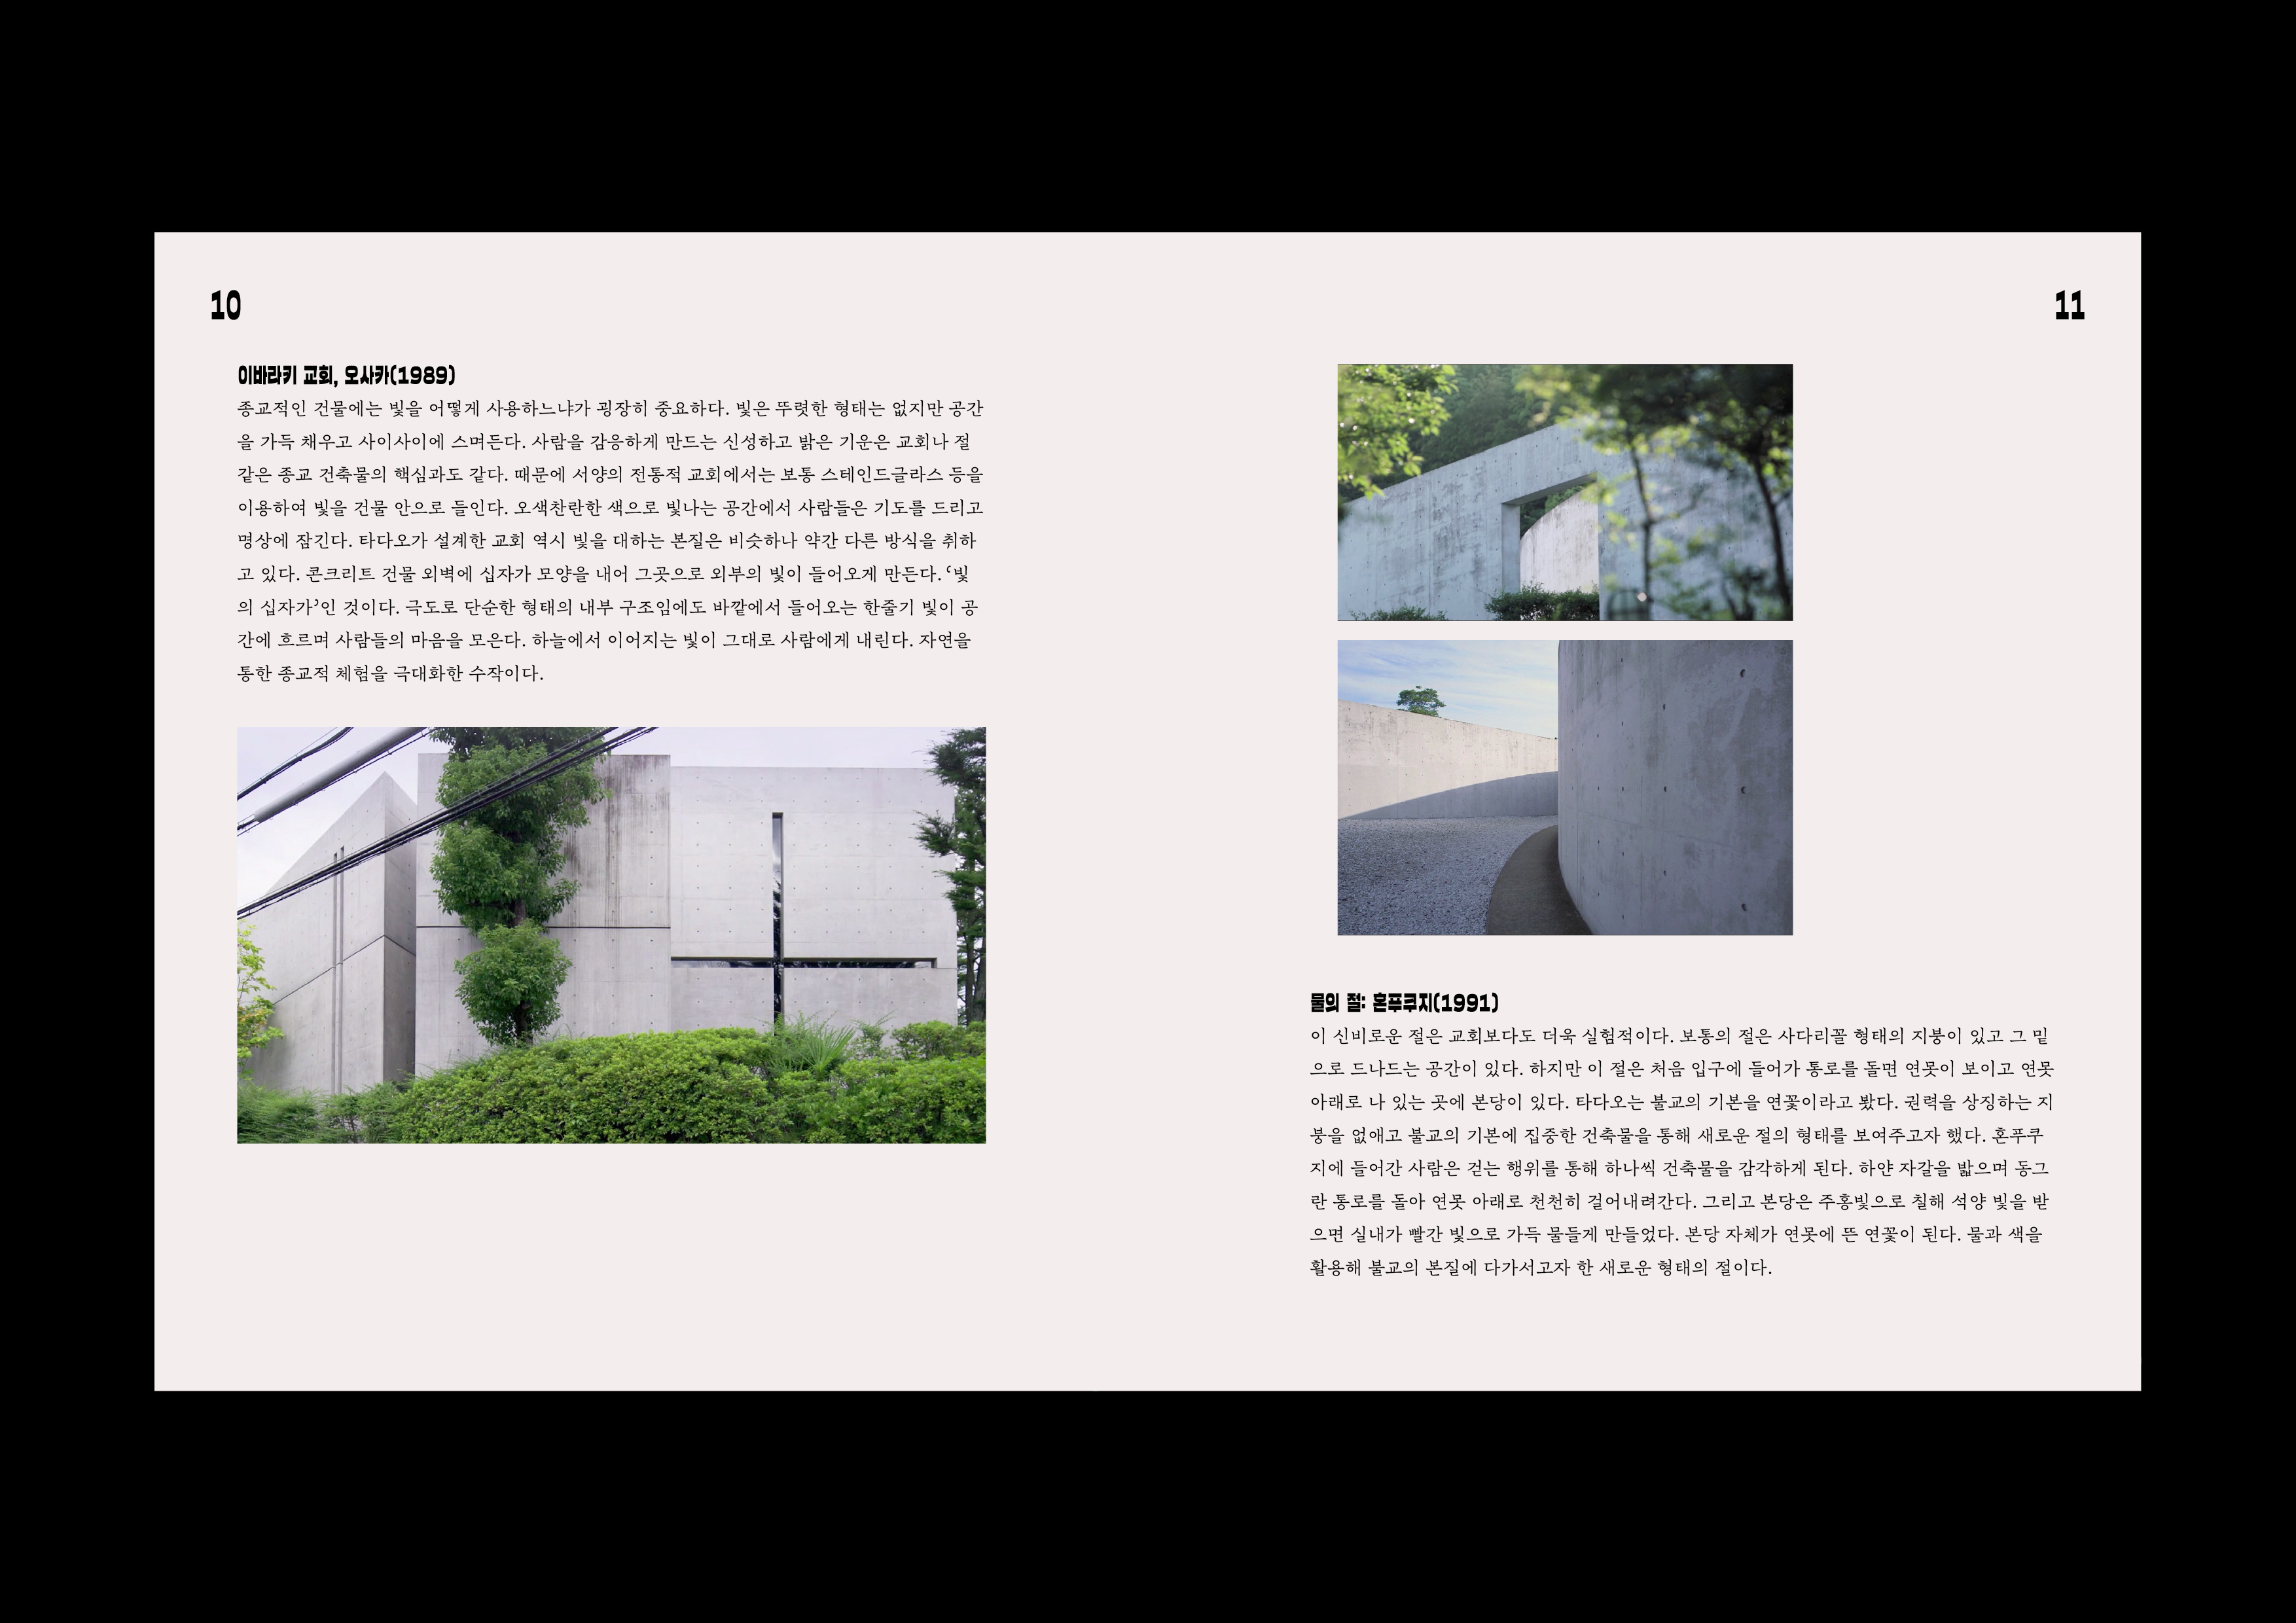 10
이바라키 교회, 오사카(1989)
종교적인 건물에는 빛을 어떻게 사용하느냐가 굉장히 중요하다. 빛은 뚜렷한 형태는 없지만 공간
을 가득 채우고 사이사이에 스며든다. 사람을 감응하게 만드는 신성하고 밝은 기운은 교회나 절
같은 종교 건축물의 핵심과도 같다. 때문에 서양의 전통적 교회에서는 보통 스테인드글라스 등을
이용하여 빛을 건물 안으로 들인다. 오색찬란한 색으로 빛나는 공간에서 사람들은 기도를 드리고
명상에 잠긴다. 타다오가 설계한 교회 역시 빛을 대하는 본질은 비슷하나 약간 다른 방식을 취하
고 있다. 콘크리트 건물 외벽에 십자가 모양을 내어 그곳으로 외부의 빛이 들어오게 만든다. ‘빛
의 십자가’인 것이다. 극도로 단순한 형태의 내부 구조임에도 바깥에서 들어오는 한줄기 빛이 공
간에 흐르며 사람들의 마음을 모은다. 하늘에서 이어지는 빛이 그대로 사람에게 내린다. 자연을
통한 종교적 체험을 극대화한 수작이다.
11
물의 절: 혼푸쿠지(1991)
이 신비로운 절은 교회보다도 더욱 실험적이다. 보통의 절은 사다리꼴 형태의 지붕이 있고 그 밑
으로 드나드는 공간이 있다. 하지만 이 절은 처음 입구에 들어가 통로를 돌면 연못이 보이고 연못
아래로 나 있는 곳에 본당이 있다. 타다오는 불교의 기본을 연꽃이라고 봤다. 권력을 상징하는 지
붕을 없애고 불교의 기본에 집중한 건축물을 통해 새로운 절의 형태를 보여주고자 했다. 혼푸쿠
지에 들어간 사람은 걷는 행위를 통해 하나씩 건축물을 감각하게 된다. 하얀 자갈을 밟으며 동그
란 통로를 돌아 연못 아래로 천천히 걸어내려간다. 그리고 본당은 주홍빛으로 칠해 석양 빛을 받
으면 실내가 빨간 빛으로 가득 물들게 만들었다. 본당 자체가 연못에 뜬 연꽃이 된다. 물과 색을
활용해 불교의 본질에 다가서고자 한 새로운 형태의 절이다.